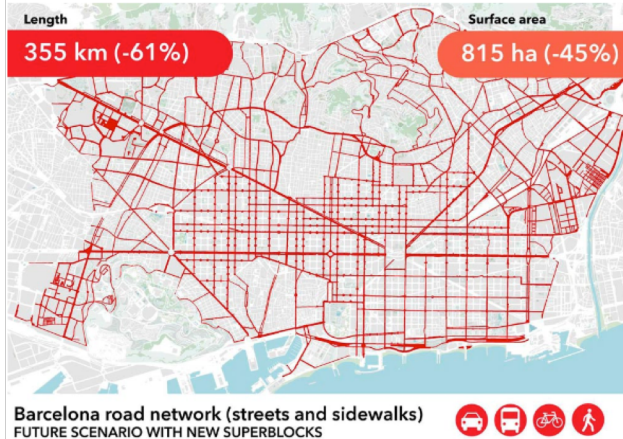 Length
355 km (-61%)
Surface area
815 ha (-45%)
Barcelona road network (streets and sidewalks)
FUTURE SCENARIO WITH NEW SUPERBLOCKS